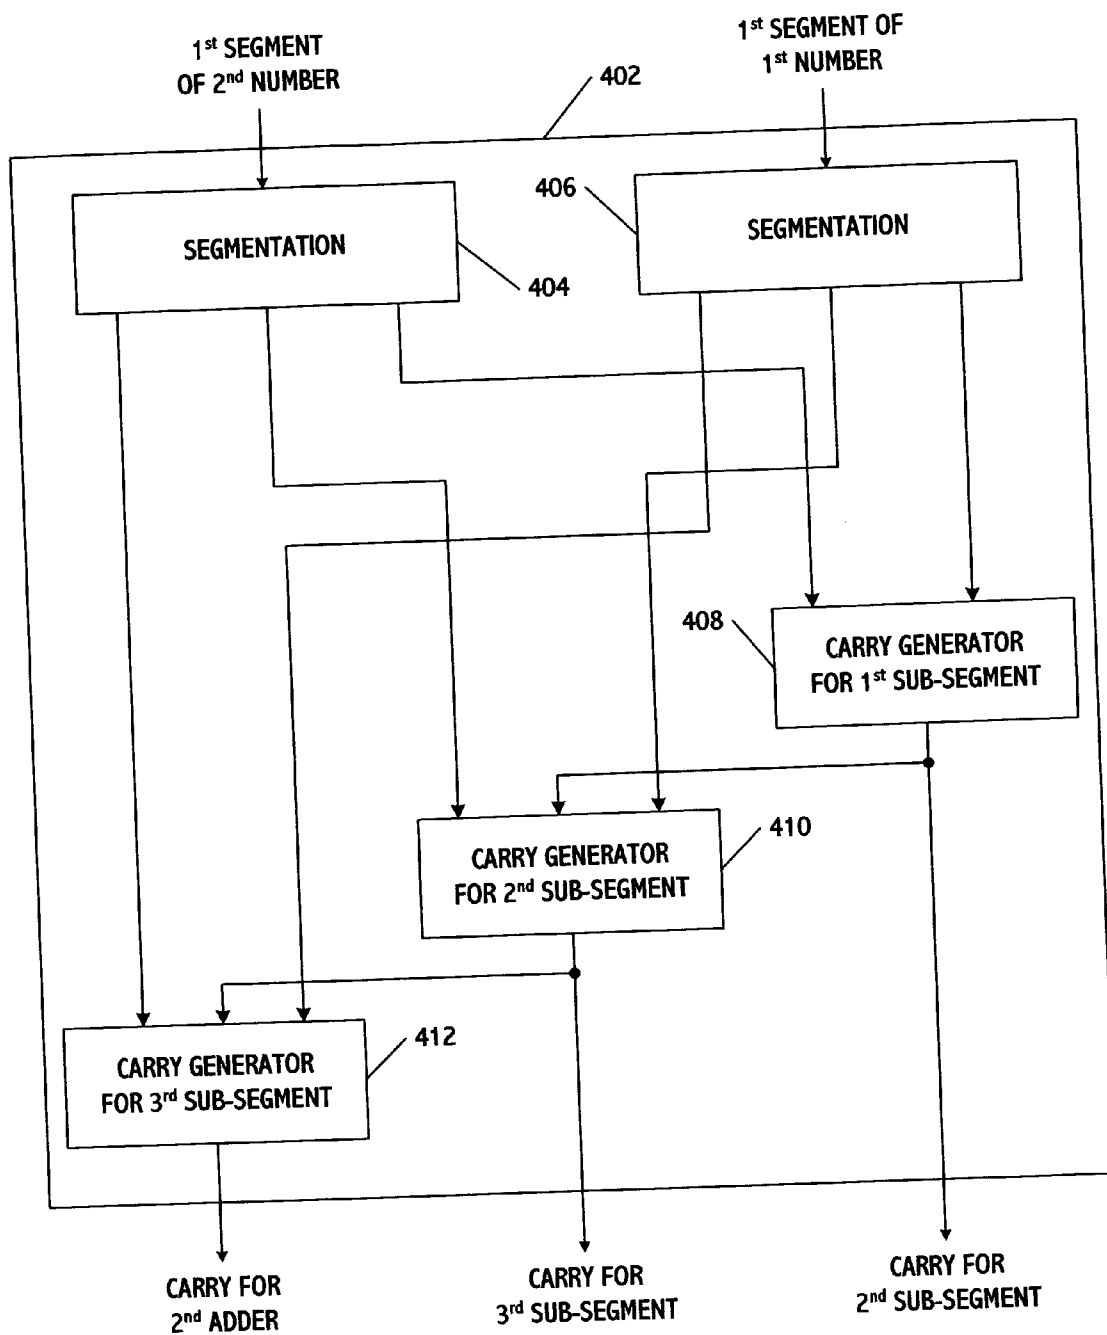 1st SEGMENT
OF 2nd NUMBER
1st SEGMENT OF
1st NUMBER
402
SEGMENTATION
404
406
SEGMENTATION
408
CARRY GENERATOR
FOR 1st SUB-SEGMENT
CARRY GENERATOR
FOR 2nd SUB-SEGMENT
410
CARRY GENERATOR
FOR 3rd SUB-SEGMENT
412
CARRY FOR
2nd ADDER
CARRY FOR
3rd SUB-SEGMENT
CARRY FOR
2nd SUB-SEGMENT